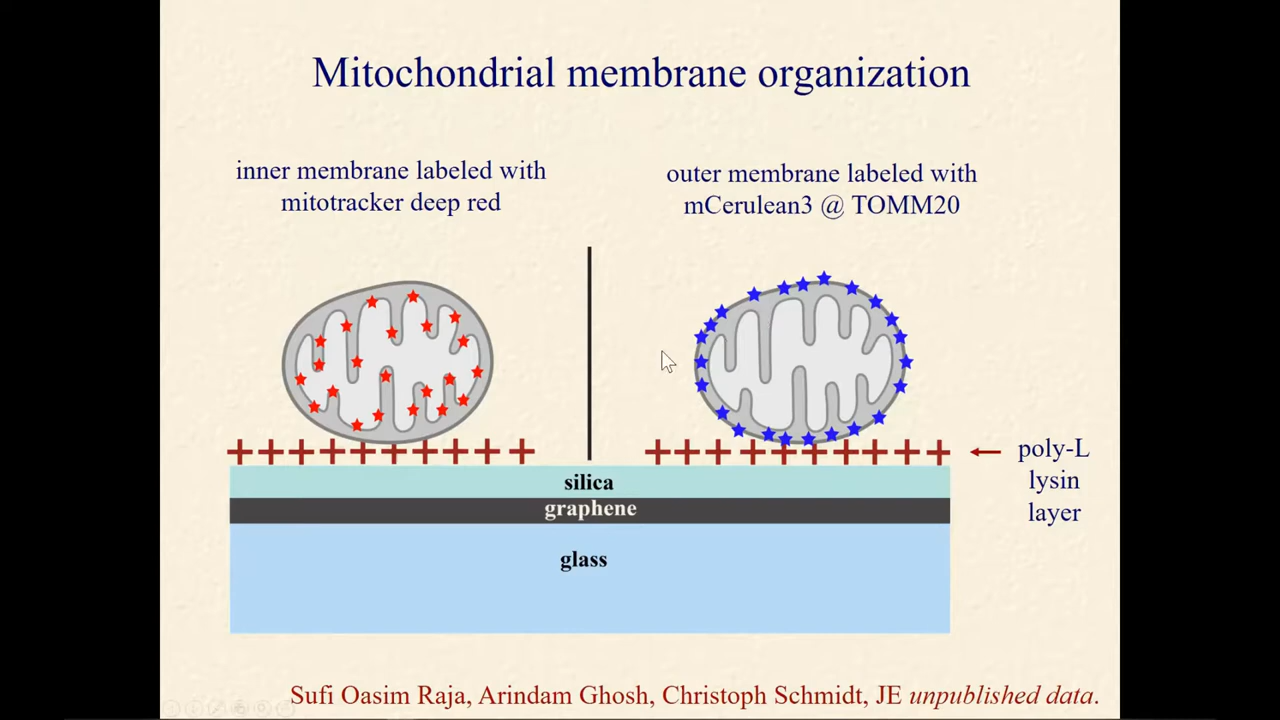 Mitochondrial membrane organization
inner membrane labeled with
mitotracker deep red
outer membrane labeled with
mCerulean3 @ TOMM20
poly-L
lysin
layer
silica
graphene
glass
Sufi Oasim Raja, Arindam Ghosh, Christoph Schmidt, JE unpublished data.